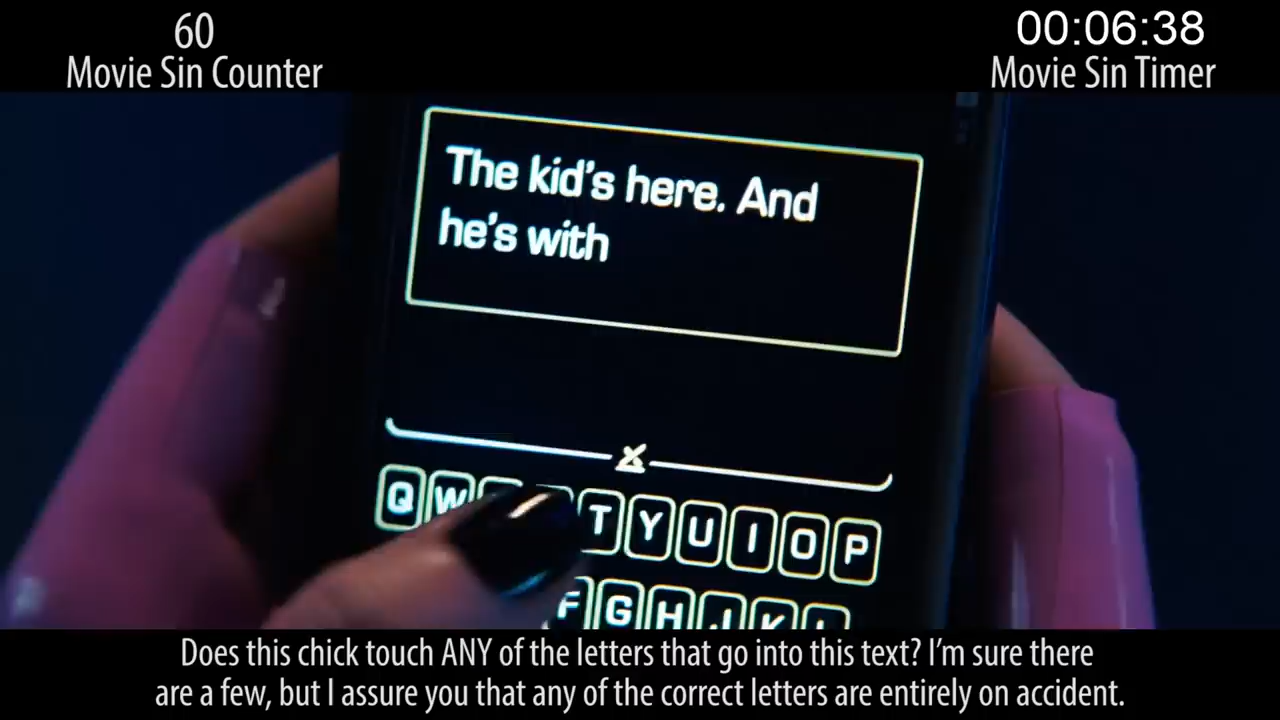 60
Movie Sin Counter
00:06:38
Movie Sin Timer
The kid's here. And
he's with
Q W T Y U I O P
F G H J K L
Does this chick touch ANY of the letters that go into this text? I'm sure there
are a few, but I assure you that any of the correct letters are entirely on accident.